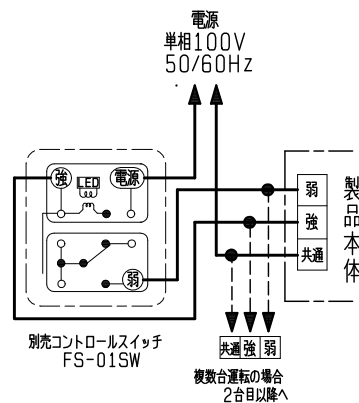 電源
単相100V
50/60Hz
強
LED
電源
弱
弱
強
共通
製品本体
別売コントロールスイッチ
FS-01SW
共通 強 弱
複数台運転の場合
2台目以降へ